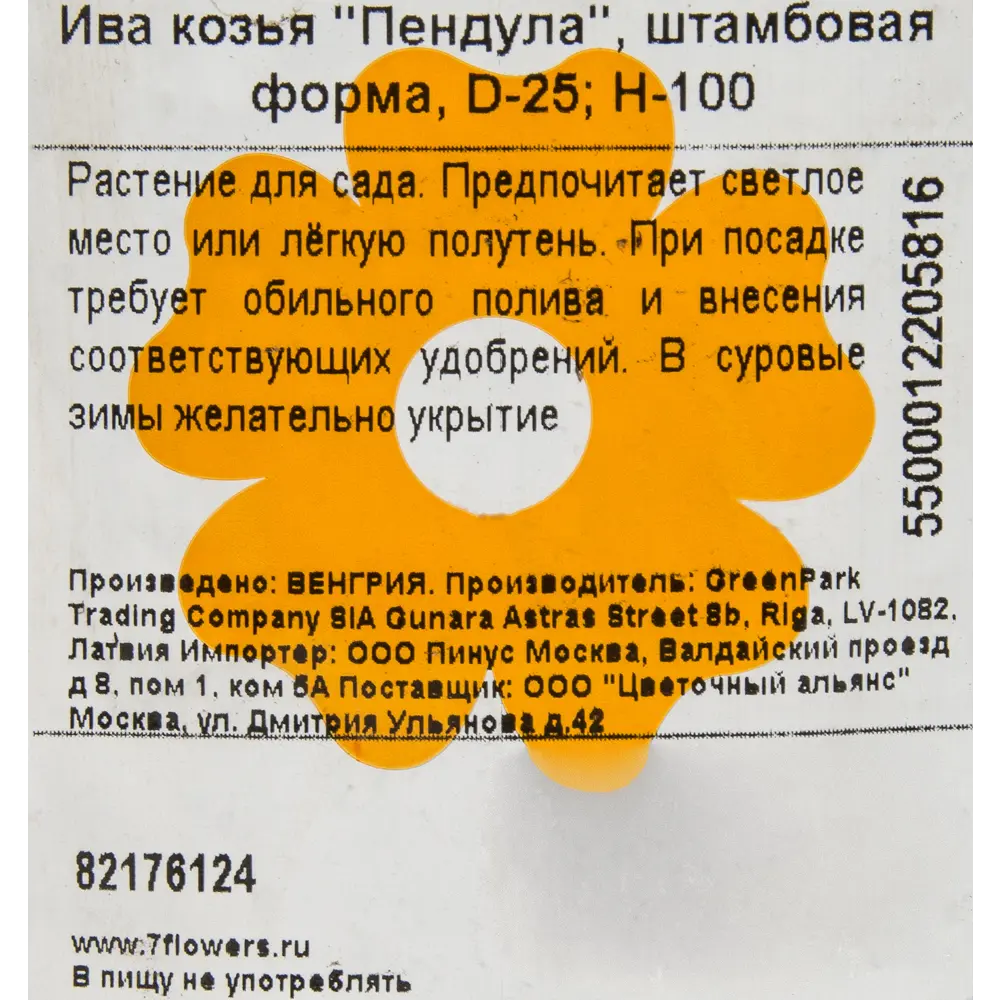 Ива козья "Пендула", штамбовая
форма, D-25; H-100
Растение для сада. Предпочитает светлое
место или лёгкую полутень. При посадке
требует обильного полива и внесения
соответствующих удобрений. В суровые
зимы желательно укрытие
5500012205816
Произведено: ВЕНГРИЯ. Производитель: GreenPark
Trading Company SIA Gunara Astras Street 8b, Riga, LV-1082,
Латвия Импортер: ООО Пинус Москва, Валдайский проезд
д 8, пом 1, ком 5А Поставщик: ООО "Цветочный альянс"
Москва, ул. Дмитрия Ульянова д.42
82176124
www.7flowers.ru
В пищу не употреблять